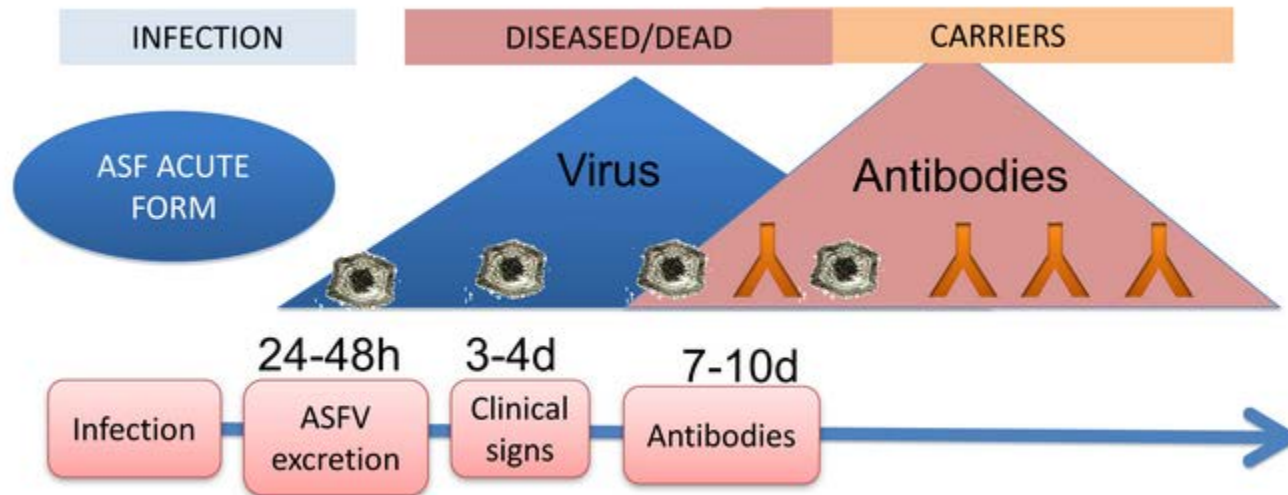 INFECTION
DISEASED/DEAD
CARRIERS
ASF ACUTE
FORM
Virus
Antibodies
24-48h
3-4d
7-10d
Infection
ASFV
excretion
Clinical
signs
Antibodies